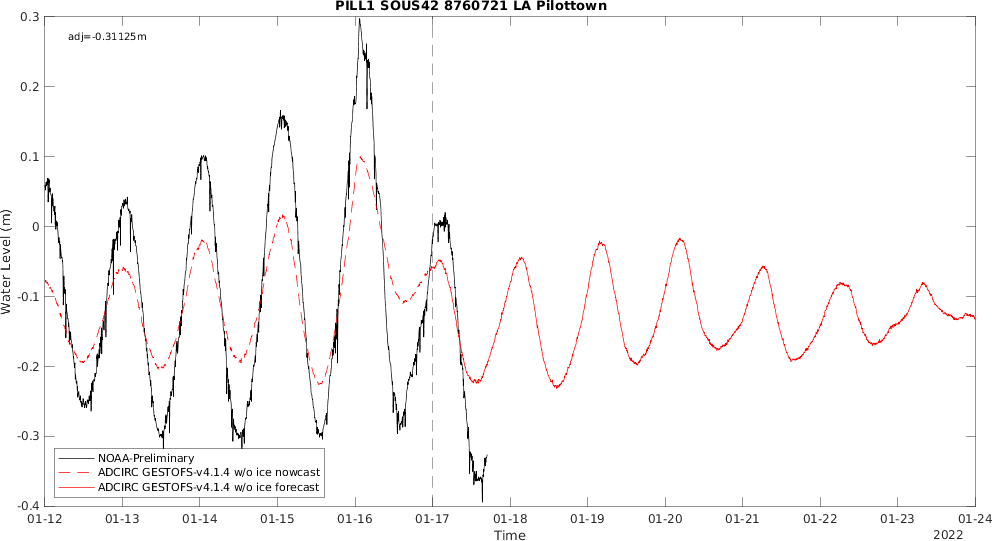 PILL1 SOUS42 8760721 LA Pilottown
adj=-0.31125m
0.3
0.2
0.1
0
-0.1
-0.2
-0.3
-0.4
Water Level (m)
NOAA-Preliminary
ADCIRC GESTOFS-v4.1.4 w/o ice nowcast
ADCIRC GESTOFS-v4.1.4 w/o ice forecast
01-12 01-13 01-14 01-15 01-16 01-17 01-18 01-19 01-20 01-21 01-22 01-23 01-24
Time
2022